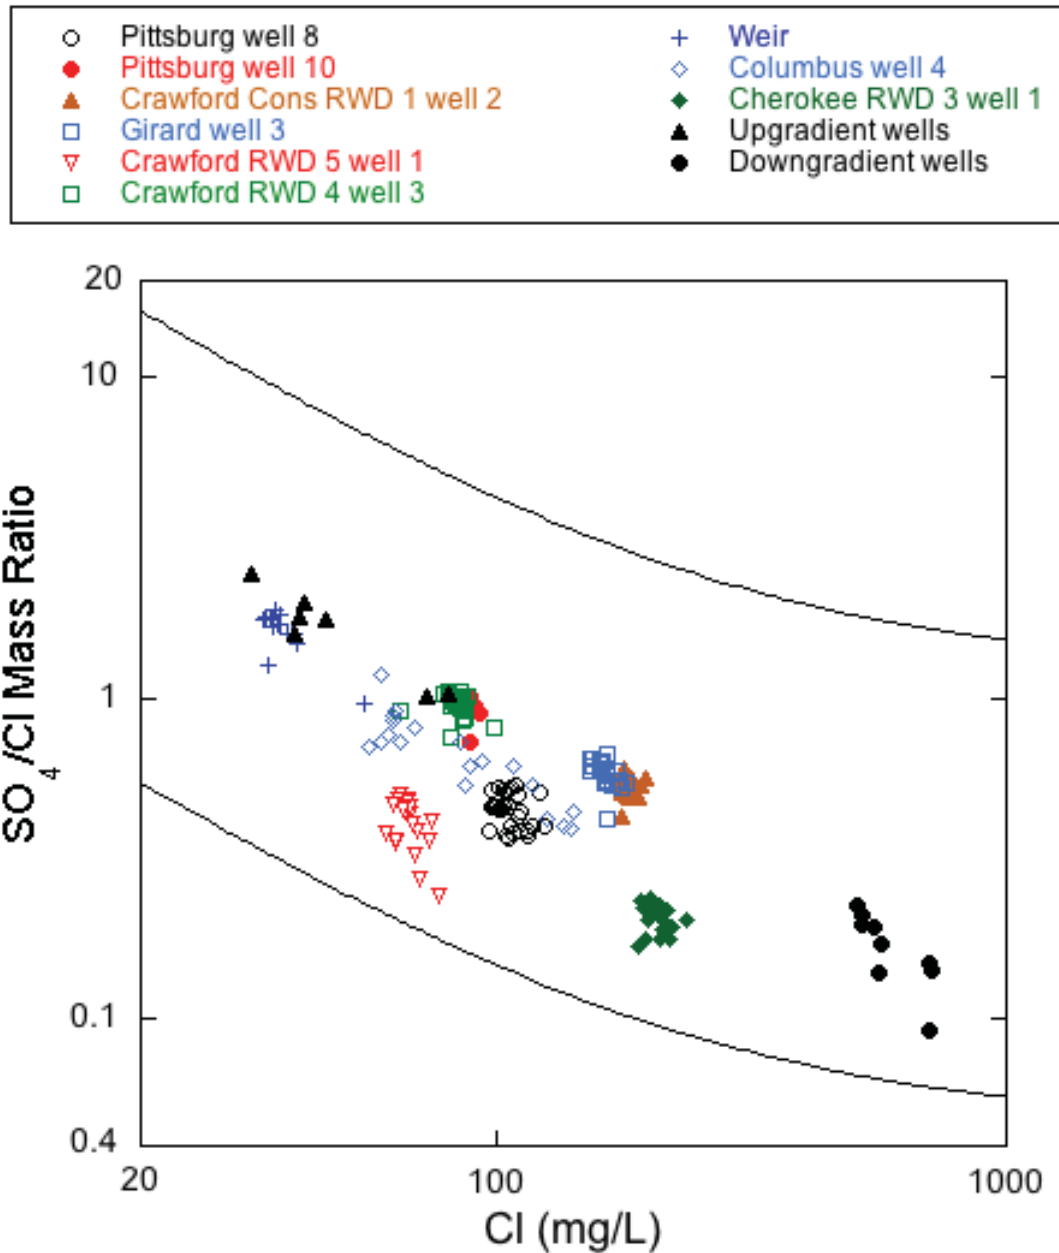 Pittsburg well 8
Pittsburg well 10
Crawford Cons RWD 1 well 2
Girard well 3
Crawford RWD 5 well 1
Crawford RWD 4 well 3
Weir
Columbus well 4
Cherokee RWD 3 well 1
Upgradient wells
Downgradient wells
20
10
1
0.1
0.4
SO4/Cl Mass Ratio
20
100
1000
Cl (mg/L)